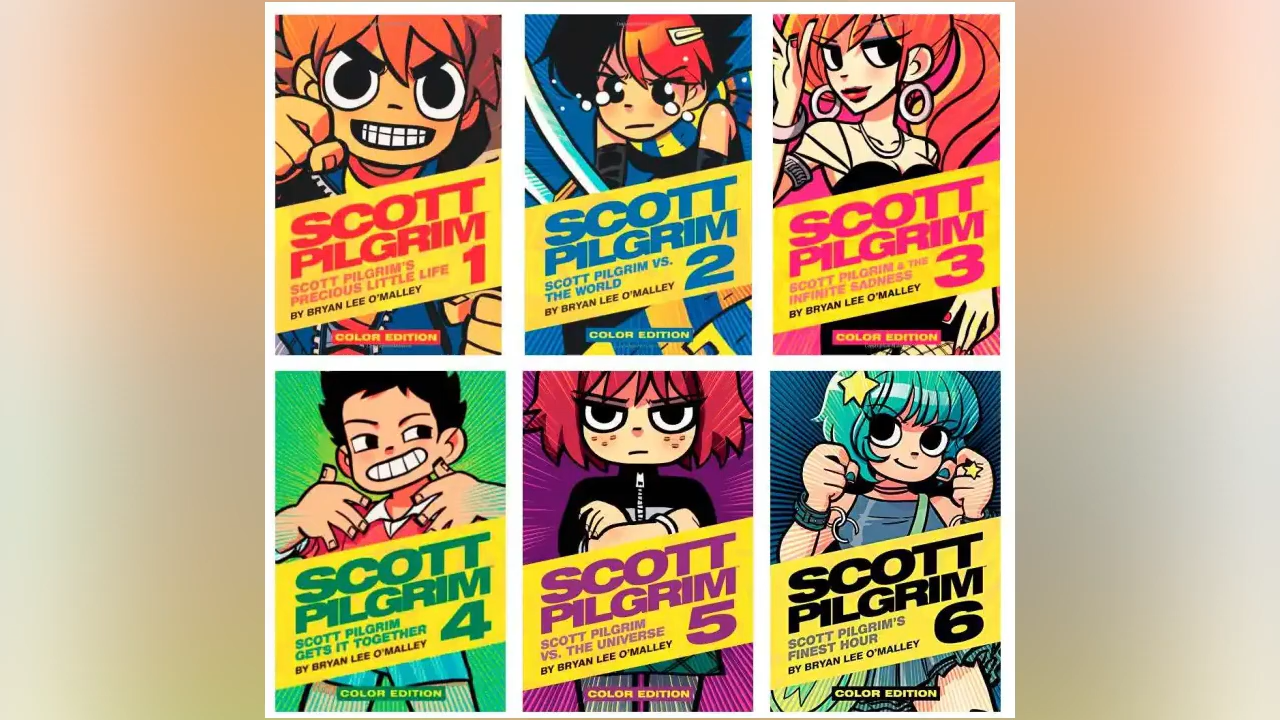 SCOTT
PILGRIM
1
SCOTT PILGRIM'S
PRECIOUS LITTLE LIFE
BY BRYAN LEE O'MALLEY
COLOR EDITION
SCOTT
PILGRIM
2
SCOTT PILGRIM VS.
THE WORLD
BY BRYAN LEE O'MALLEY
COLOR EDITION
SCOTT
PILGRIM
3
SCOTT PILGRIM & THE
INFINITE SADNESS
BY BRYAN LEE O'MALLEY
COLOR EDITION
SCOTT
PILGRIM
4
SCOTT PILGRIM
GETS IT TOGETHER
BY BRYAN LEE O'MALLEY
COLOR EDITION
SCOTT
PILGRIM
5
SCOTT PILGRIM
VS. THE UNIVERSE
BY BRYAN LEE O'MALLEY
COLOR EDITION
SCOTT
PILGRIM
6
SCOTT PILGRIM'S
FINEST HOUR
BY BRYAN LEE O'MALLEY
COLOR EDITION